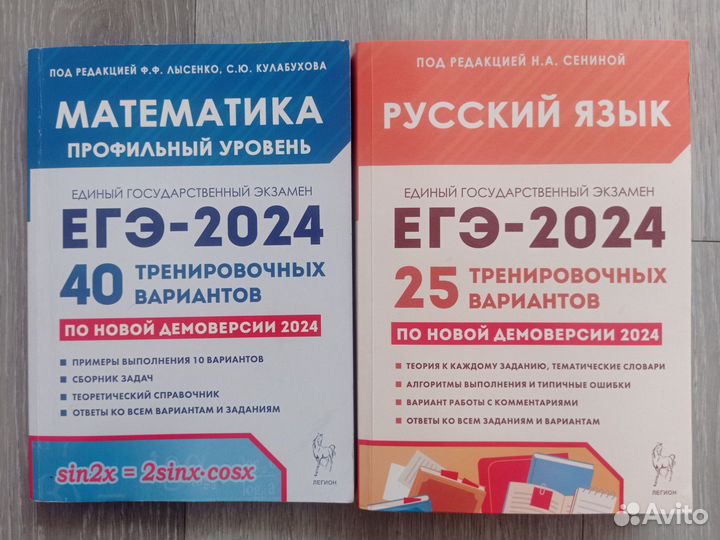 ПОД РЕДАКЦИЕЙ Ф.Ф. ЛЫСЕНКО, С.Ю. КУЛАБУХОВА
МАТЕМАТИКА
ПРОФИЛЬНЫЙ УРОВЕНЬ
ЕДИНЫЙ ГОСУДАРСТВЕННЫЙ ЭКЗАМЕН
ЕГЭ-2024
40 ТРЕНИРОВОЧНЫХ
ВАРИАНТОВ
ПО НОВОЙ ДЕМОВЕРСИИ 2024
ПРИМЕРЫ ВЫПОЛНЕНИЯ 10 ВАРИАНТОВ
СБОРНИК ЗАДАЧ
ТЕОРЕТИЧЕСКИЙ СПРАВОЧНИК
ОТВЕТЫ КО ВСЕМ ВАРИАНТАМ И ЗАДАНИЯМ
sin2x = 2sinx·cosx
ЛЕГИОН
ПОД РЕДАКЦИЕЙ Н.А. СЕНИНОЙ
РУССКИЙ ЯЗЫК
ЕДИНЫЙ ГОСУДАРСТВЕННЫЙ ЭКЗАМЕН
ЕГЭ-2024
25 ТРЕНИРОВОЧНЫХ
ВАРИАНТОВ
ПО НОВОЙ ДЕМОВЕРСИИ 2024
ТЕОРИЯ К КАЖДОМУ ЗАДАНИЮ, ТЕМАТИЧЕСКИЕ СЛОВАРИ
АЛГОРИТМЫ ВЫПОЛНЕНИЯ И ТИПИЧНЫЕ ОШИБКИ
ВАРИАНТ РАБОТЫ С КОММЕНТАРИЯМИ
ОТВЕТЫ КО ВСЕМ ЗАДАНИЯМ И ВАРИАНТАМ
ЛЕГИОН
Avito